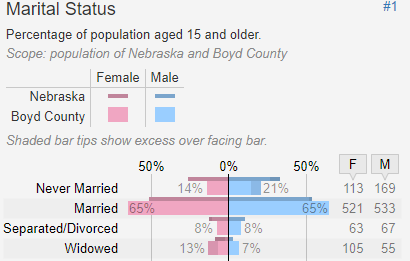 Marital Status #1
Percentage of population aged 15 and older.
Scope: population of Nebraska and Boyd County
Female Male
Nebraska
Boyd County
Shaded bar tips show excess over facing bar.
50% 0% 50% F M
Never Married 14% 21% 113 169
Married 65% 65% 521 533
Separated/Divorced 8% 8% 63 67
Widowed 13% 7% 105 55